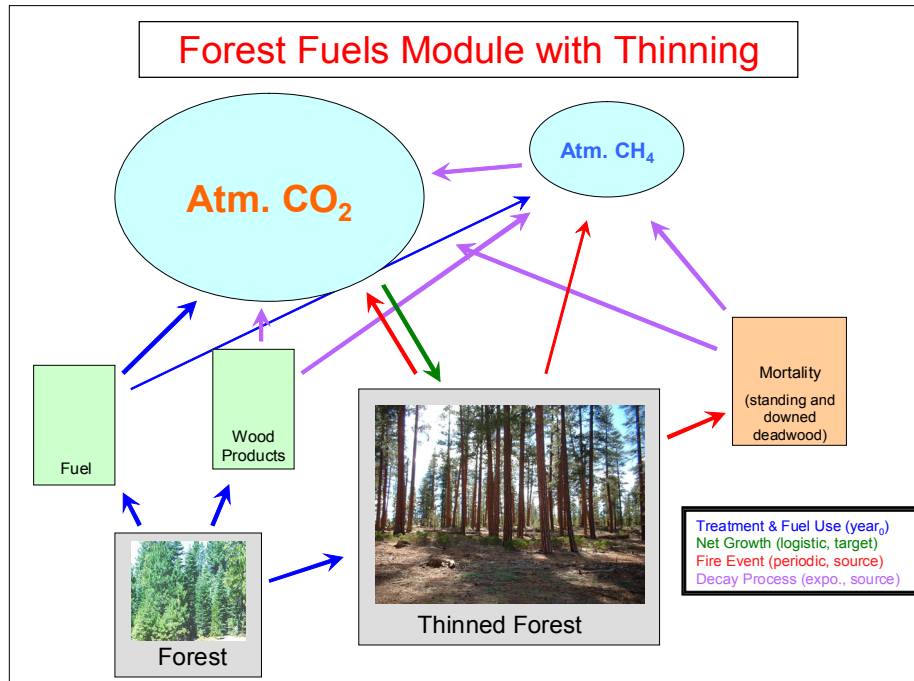 Forest Fuels Module with Thinning
Atm. CO₂
Atm. CH₄
Fuel
Wood
Products
Mortality
(standing and
downed
deadwood)
Forest
Thinned Forest
Treatment & Fuel Use (year₀)
Net Growth (logistic, target)
Fire Event (periodic, source)
Decay Process (expo., source)